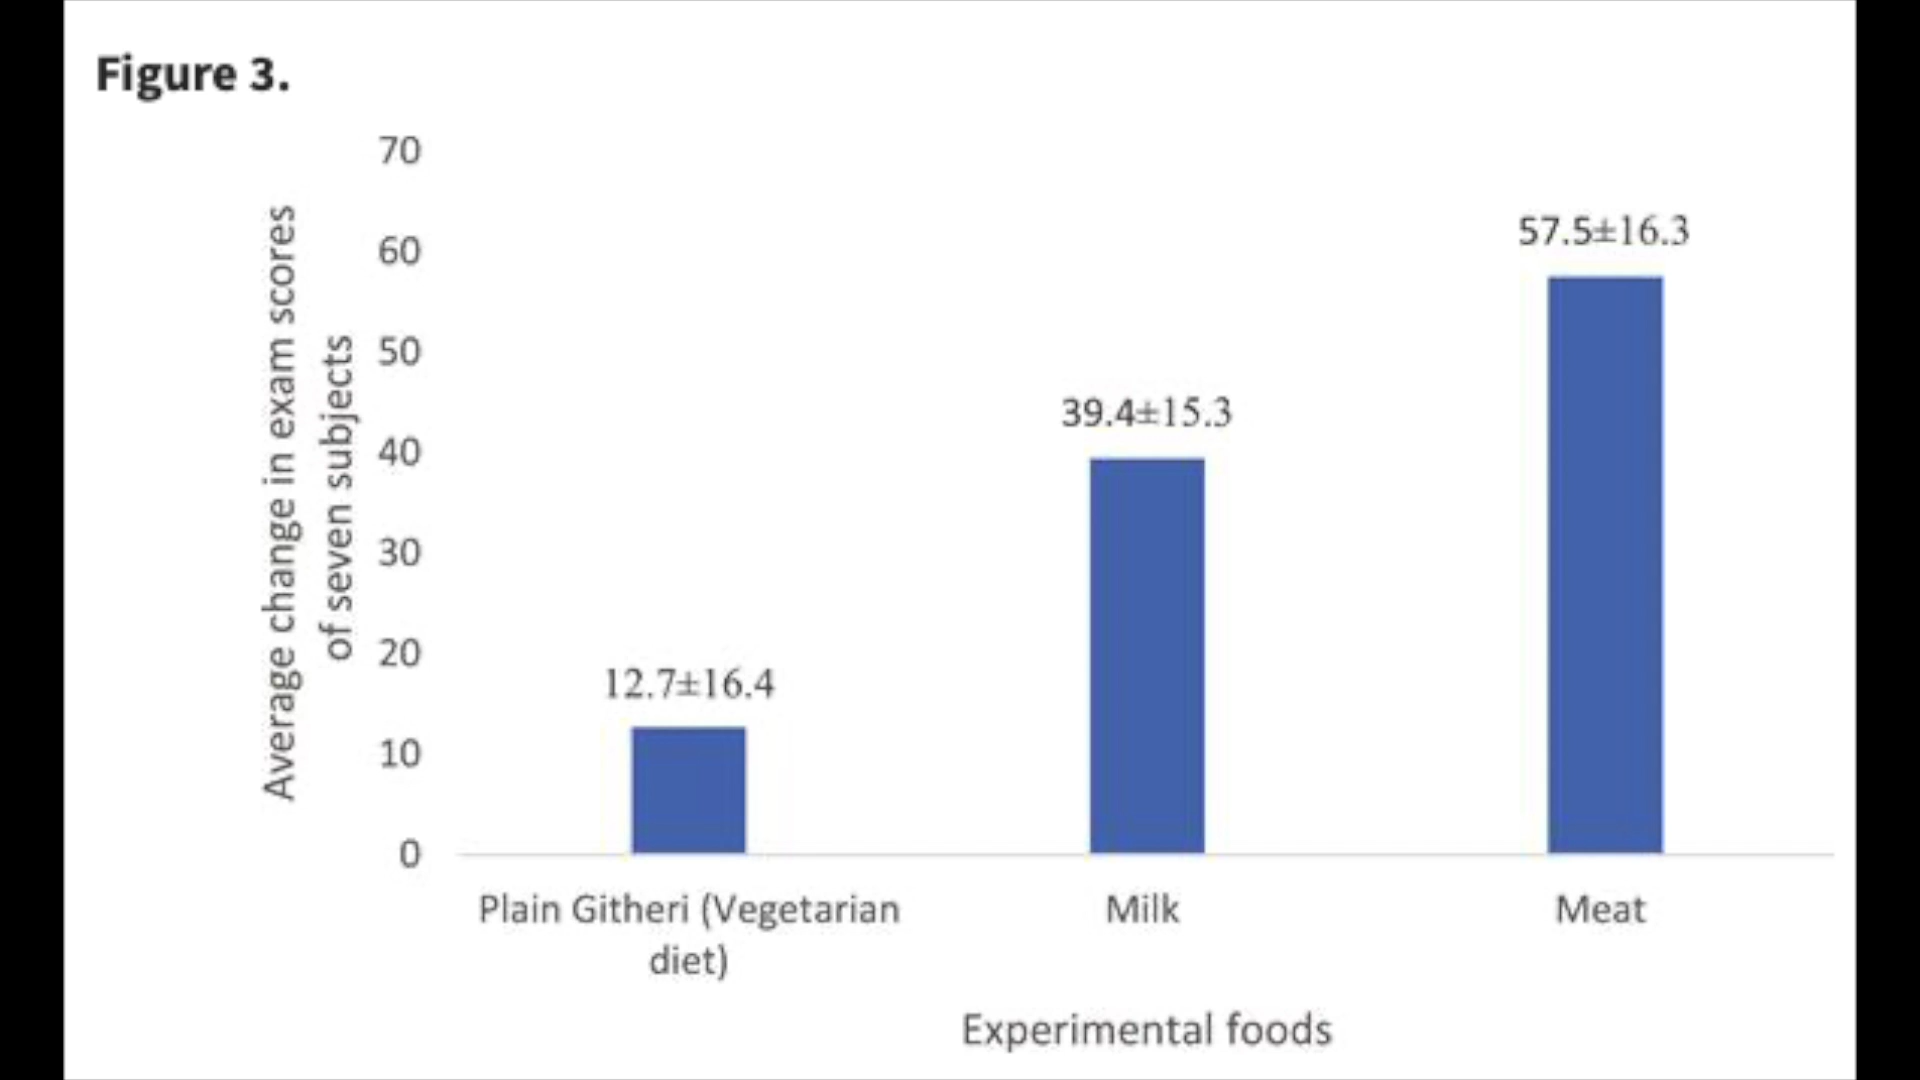 Figure 3.
Average change in exam scores
of seven subjects
70
60
50
40
30
20
10
0
12.7±16.4
39.4±15.3
57.5±16.3
Plain Githeri (Vegetarian
diet)
Milk
Meat
Experimental foods